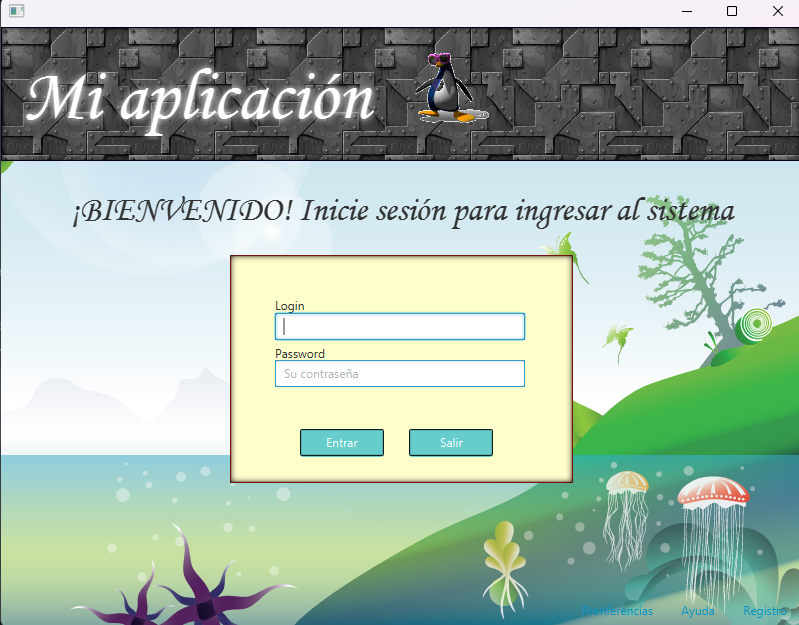 Mi aplicación
¡BIENVENIDO! Inicie sesión para ingresar al sistema
Login
Password
Su contraseña
Entrar Salir
Preferencias Ayuda Registro